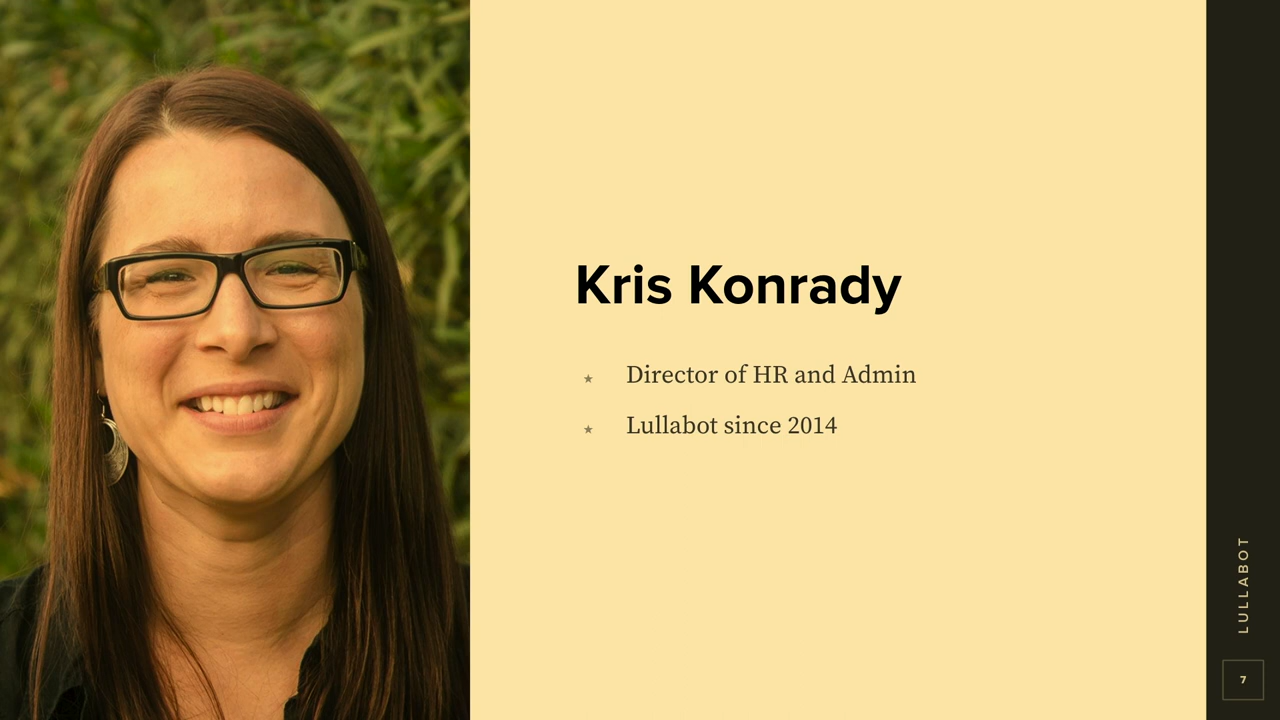 Kris Konrady
Director of HR and Admin
Lullabot since 2014
LULLABOT
7